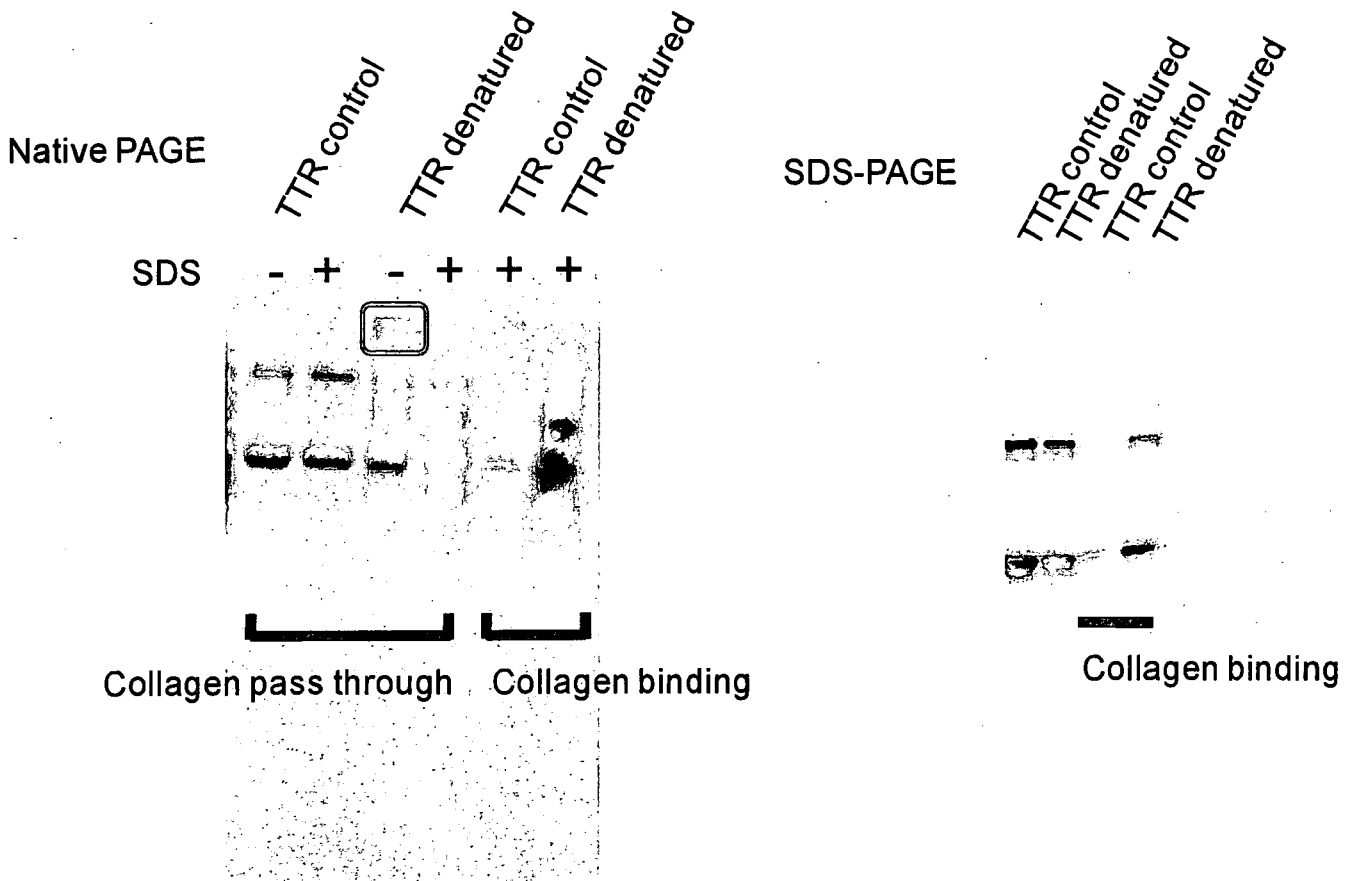 Native PAGE
TTR control
TTR denatured
TTR control
TTR denatured
SDS - + - + + +
Collagen pass through
Collagen binding
SDS-PAGE
TTR control
TTR denatured
TTR control
TTR denatured
Collagen binding